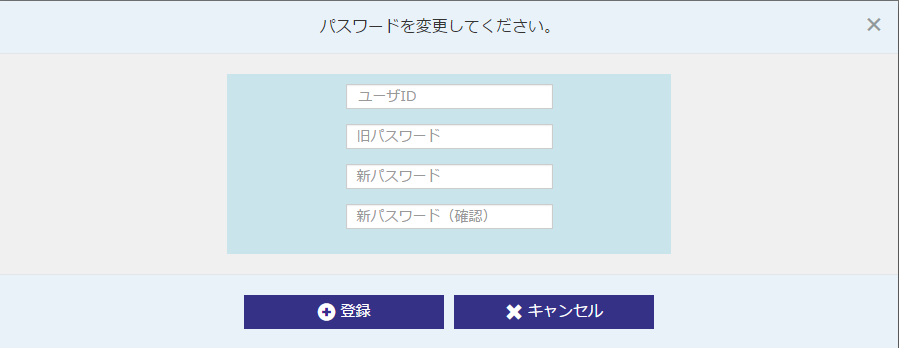 パスワードを変更してください。
ユーザID
旧パスワード
新パスワード
新パスワード（確認）
登録
キャンセル